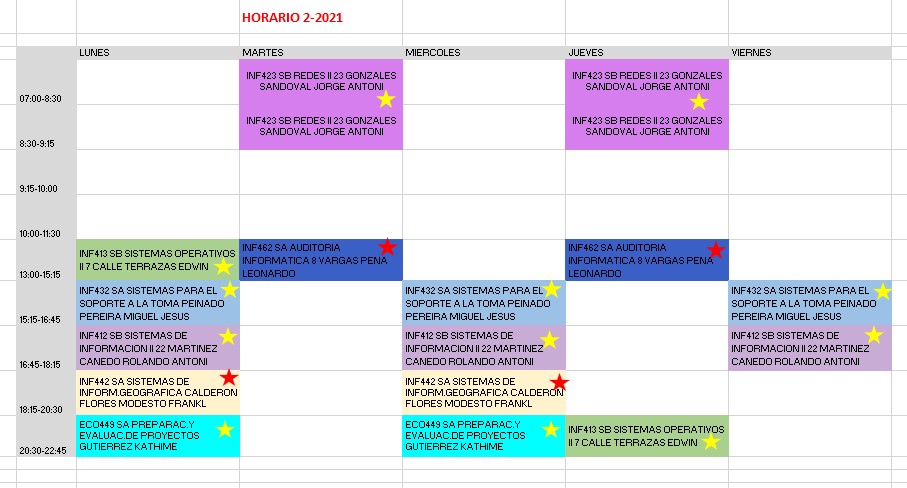 HORARIO 2-2021
LUNES MARTES MIERCOLES JUEVES VIERNES
07:00-8:30
INF423 SB REDES II 23 GONZALES
SANDOVAL JORGE ANTONI
INF423 SB REDES II 23 GONZALES
SANDOVAL JORGE ANTONI
8:30-9:15
INF423 SB REDES II 23 GONZALES
SANDOVAL JORGE ANTONI
INF423 SB REDES II 23 GONZALES
SANDOVAL JORGE ANTONI
9:15-10:00
10:00-11:30
13:00-15:15
INF413 SB SISTEMAS OPERATIVOS
II 7 CALLE TERRAZAS EDWIN
INF462 SA AUDITORIA
INFORMATICA 8 VARGAS PEÑA
LEONARDO
INF462 SA AUDITORIA
INFORMATICA 8 VARGAS PEÑA
LEONARDO
15:15-16:45
INF432 SA SISTEMAS PARA EL
SOPORTE A LA TOMA PEINADO
PEREIRA MIGUEL JESUS
INF432 SA SISTEMAS PARA EL
SOPORTE A LA TOMA PEINADO
PEREIRA MIGUEL JESUS
INF432 SA SISTEMAS PARA EL
SOPORTE A LA TOMA PEINADO
PEREIRA MIGUEL JESUS
16:45-18:15
INF412 SB SISTEMAS DE
INFORMACION II 22 MARTINEZ
CANEDO ROLANDO ANTONI
INF412 SB SISTEMAS DE
INFORMACION II 22 MARTINEZ
CANEDO ROLANDO ANTONI
INF412 SB SISTEMAS DE
INFORMACION II 22 MARTINEZ
CANEDO ROLANDO ANTONI
18:15-20:30
INF442 SA SISTEMAS DE
INFORM.GEOGRAFICA CALDERON
FLORES MODESTO FRANKL
INF442 SA SISTEMAS DE
INFORM.GEOGRAFICA CALDERON
FLORES MODESTO FRANKL
20:30-22:45
ECO449 SA PREPARAC.Y
EVALUAC.DE PROYECTOS
GUTIERREZ KATHIME
ECO449 SA PREPARAC.Y
EVALUAC.DE PROYECTOS
GUTIERREZ KATHIME
INF413 SB SISTEMAS OPERATIVOS
II 7 CALLE TERRAZAS EDWIN